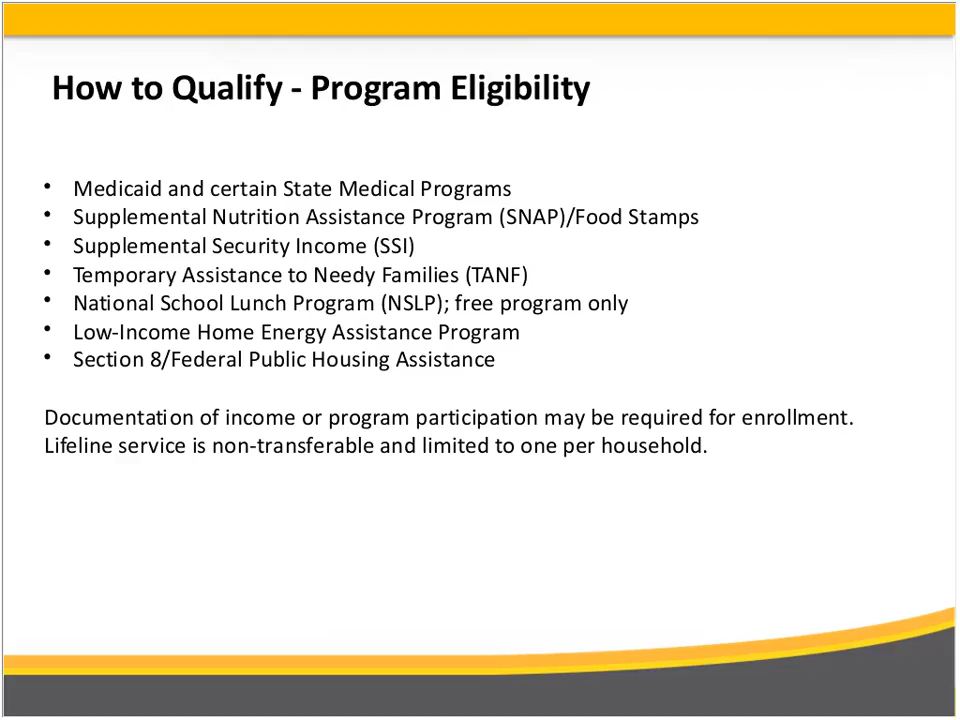 How to Qualify - Program Eligibility
• Medicaid and certain State Medical Programs
• Supplemental Nutrition Assistance Program (SNAP)/Food Stamps
• Supplemental Security Income (SSI)
• Temporary Assistance to Needy Families (TANF)
• National School Lunch Program (NSLP); free program only
• Low-Income Home Energy Assistance Program
• Section 8/Federal Public Housing Assistance
Documentation of income or program participation may be required for enrollment.
Lifeline service is non-transferable and limited to one per household.